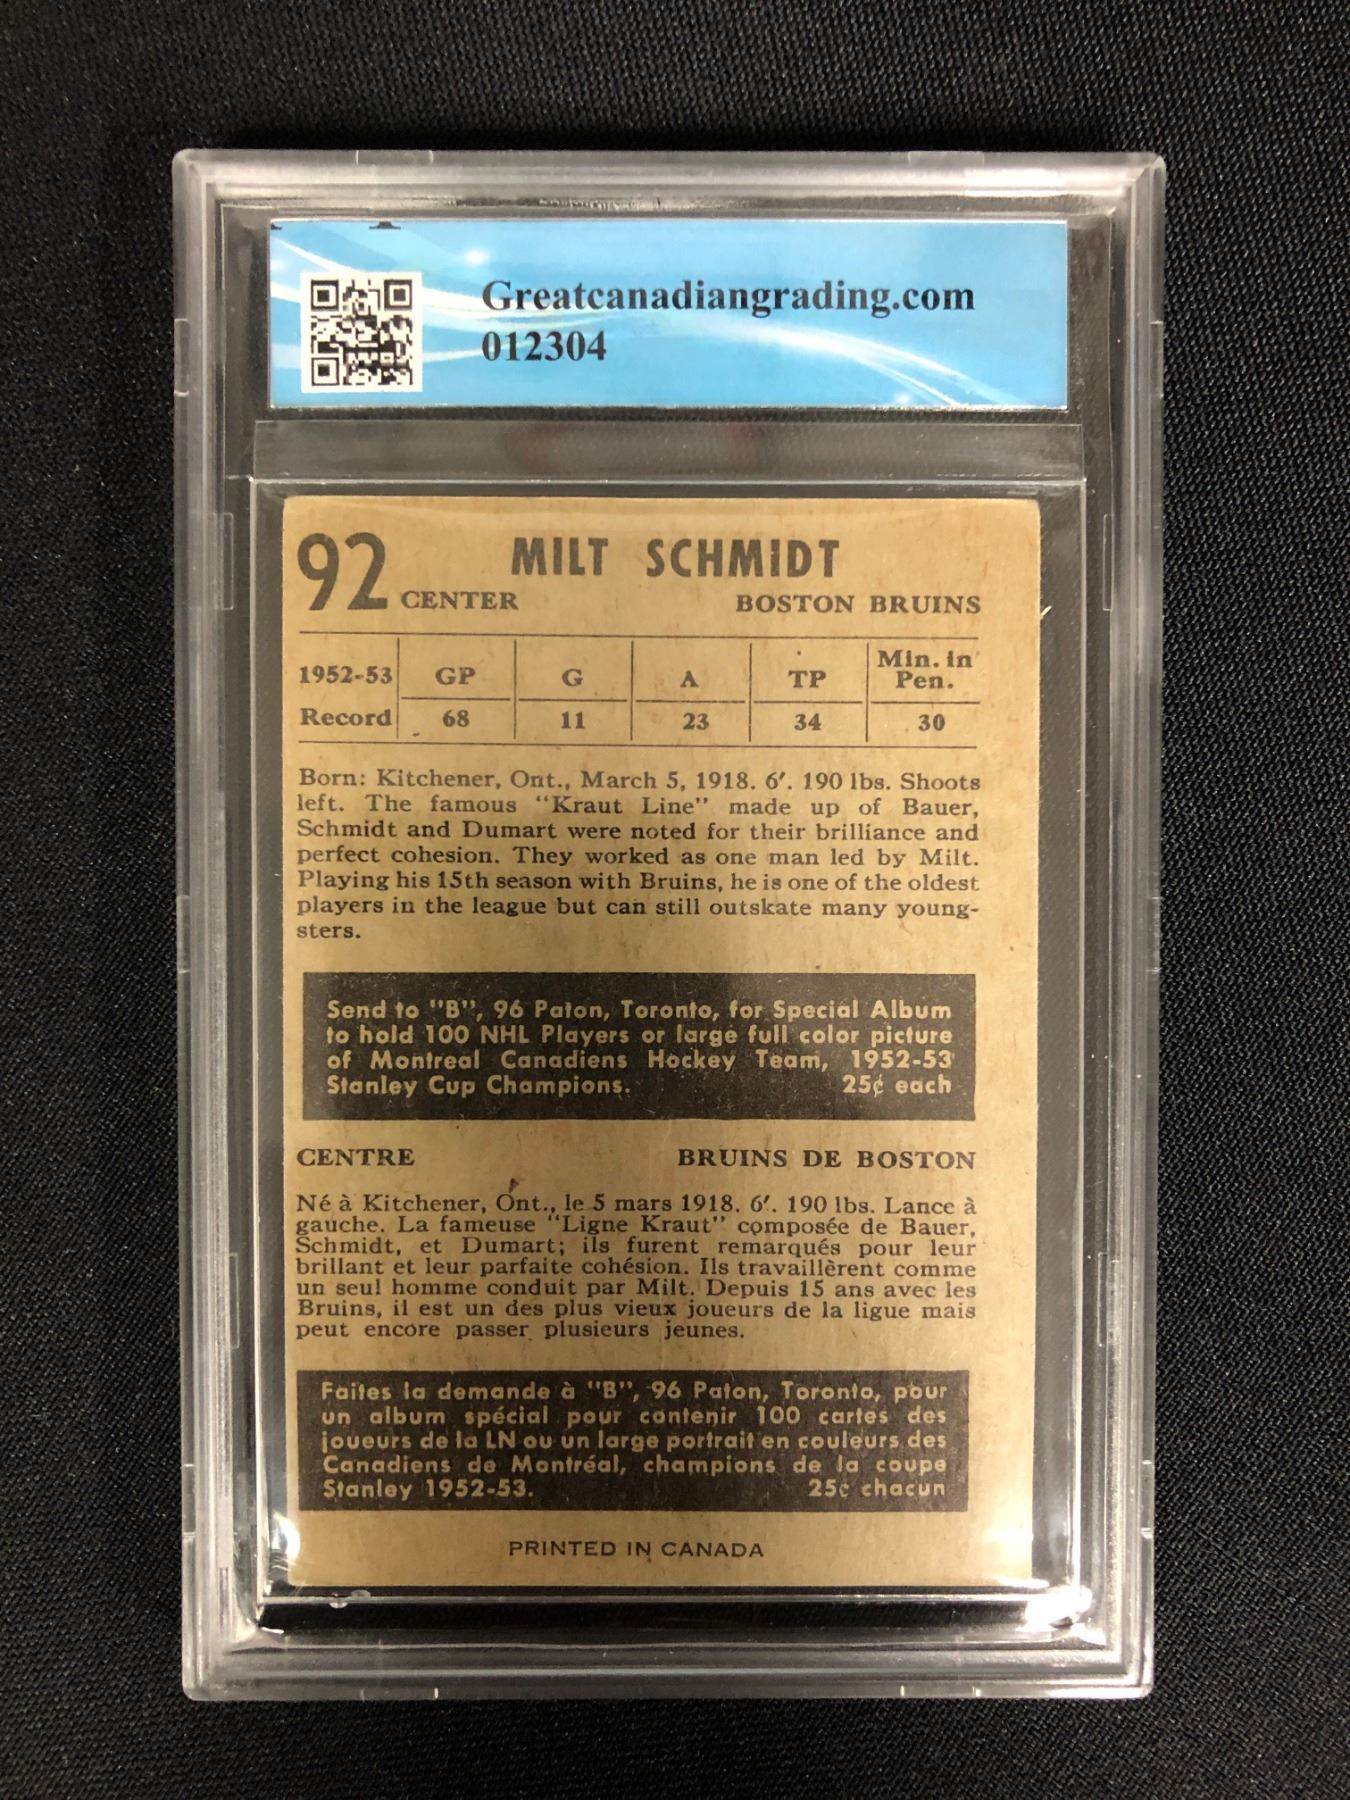 Greatcanadiangrading.com
012304
92 MILT SCHMIDT
CENTER BOSTON BRUINS
1952-53 GP G A TP Min. in Pen.
Record 68 11 23 34 30
Born: Kitchener, Ont., March 5, 1918. 6'. 190 lbs. Shoots
left. The famous "Kraut Line" made up of Bauer,
Schmidt and Dumart were noted for their brilliance and
perfect cohesion. They worked as one man led by Milt.
Playing his 15th season with Bruins, he is one of the oldest
players in the league but can still outskate many young-
sters.
Send to "B", 96 Paton, Toronto, for Special Album
to hold 100 NHL Players or large full color picture
of Montreal Canadiens Hockey Team, 1952-53
Stanley Cup Champions. 25¢ each
CENTRE BRUINS DE BOSTON
Né à Kitchener, Ont., le 5 mars 1918. 6'. 190 lbs. Lance à
gauche. La fameuse "Ligne Kraut" composée de Bauer,
Schmidt, et Dumart; ils furent remarqués pour leur
brillant et leur parfaite cohésion. Ils travaillèrent comme
un seul homme conduit par Milt. Depuis 15 ans avec les
Bruins, il est un des plus vieux joueurs de la ligue mais
peut encore passer plusieurs jeunes.
Faites la demande à "B", 96 Paton, Toronto, pour
un album spécial pour contenir 100 cartes des
joueurs de la LN ou un large portrait en couleurs des
Canadiens de Montréal, champions de la coupe
Stanley 1952-53. 25¢ chacun
PRINTED IN CANADA